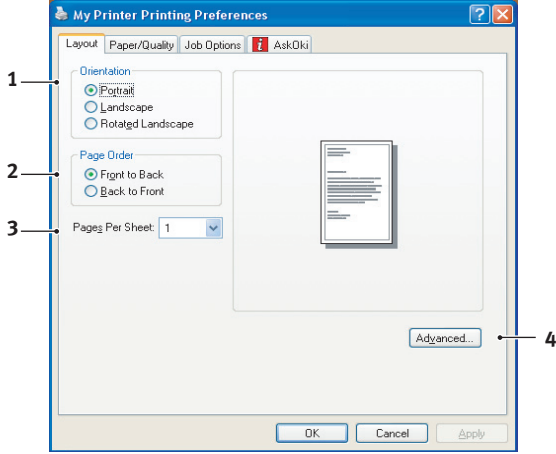 My Printer Printing Preferences
Layout Paper/Quality Job Options i AskOki
1
Orientation
Portrait
Landscape
Rotated Landscape
2
Page Order
Front to Back
Back to Front
3
Pages Per Sheet: 1
Advanced...
4
OK Cancel Apply